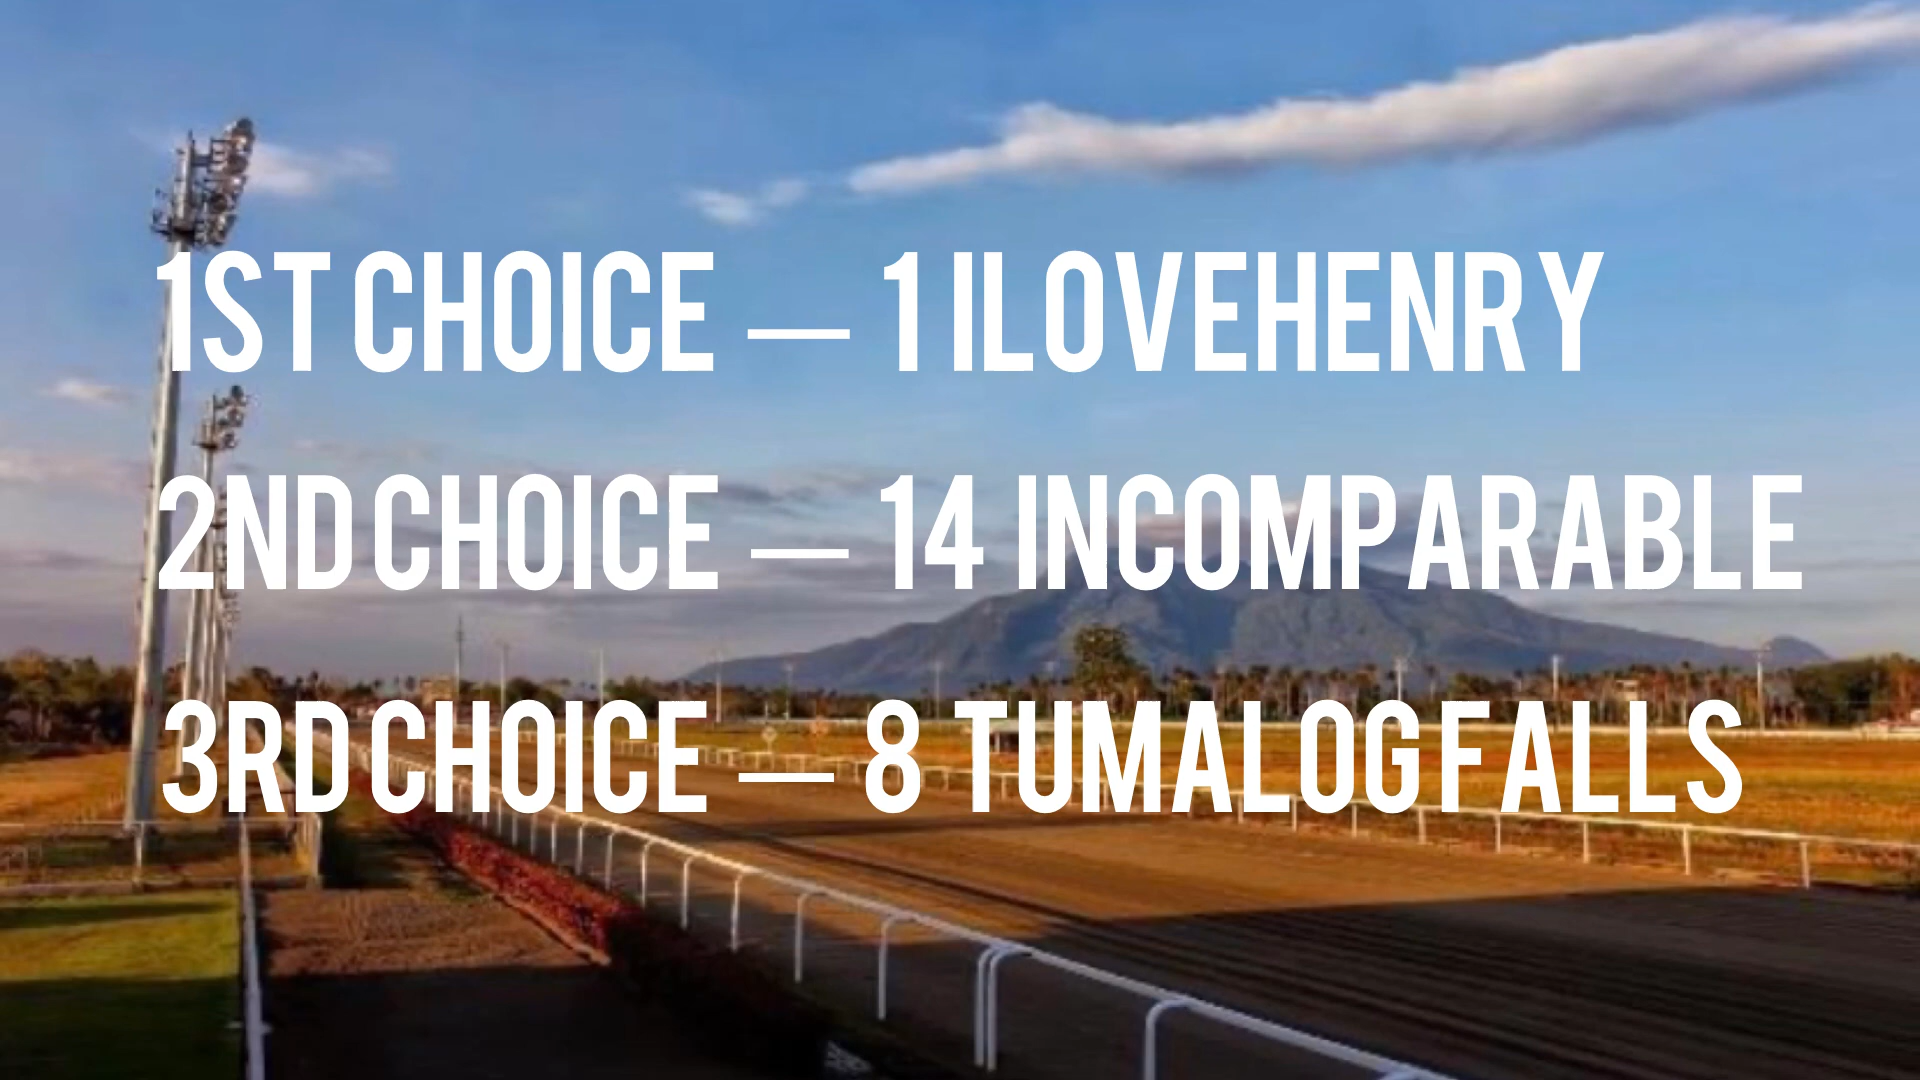 1ST CHOICE — 1 ILOVEHENRY
2ND CHOICE — 14 INCOMPARABLE
3RD CHOICE — 8 TUMALOG FALLS